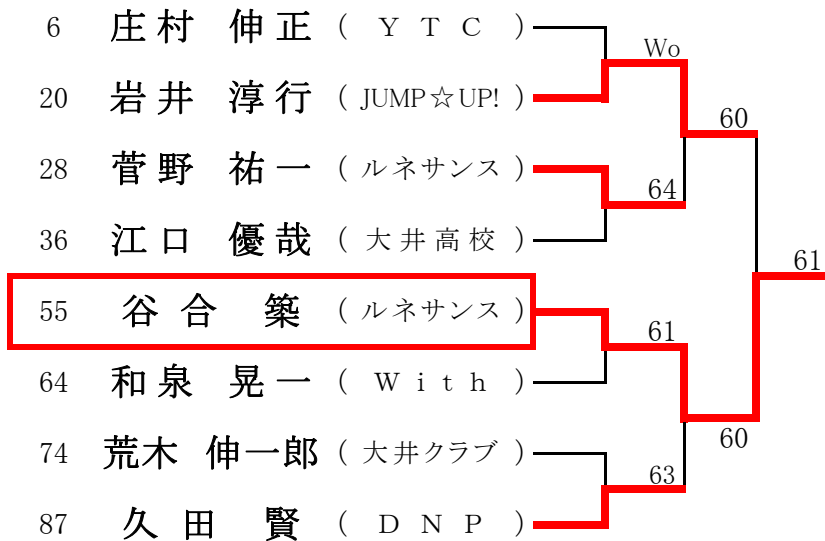 6 庄村 伸正 ( Y T C )
Wo
20 岩井 淳行 ( JUMP☆UP! )
60
28 菅野 祐一 ( ルネサンス )
64
36 江口 優哉 ( 大井高校 )
61
55 谷合 築 ( ルネサンス )
61
64 和泉 晃一 ( With )
60
74 荒木 伸一郎 ( 大井クラブ )
63
87 久田 賢 ( D N P )